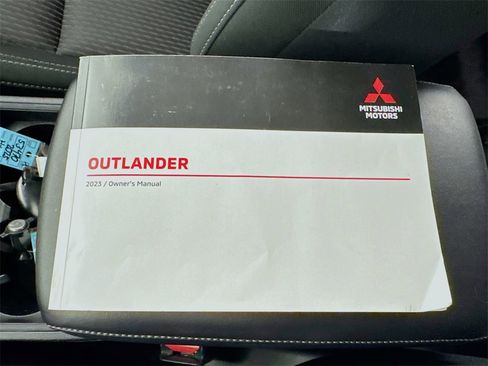 MITSUBISHI
MOTORS
OUTLANDER
2023 / Owner's Manual